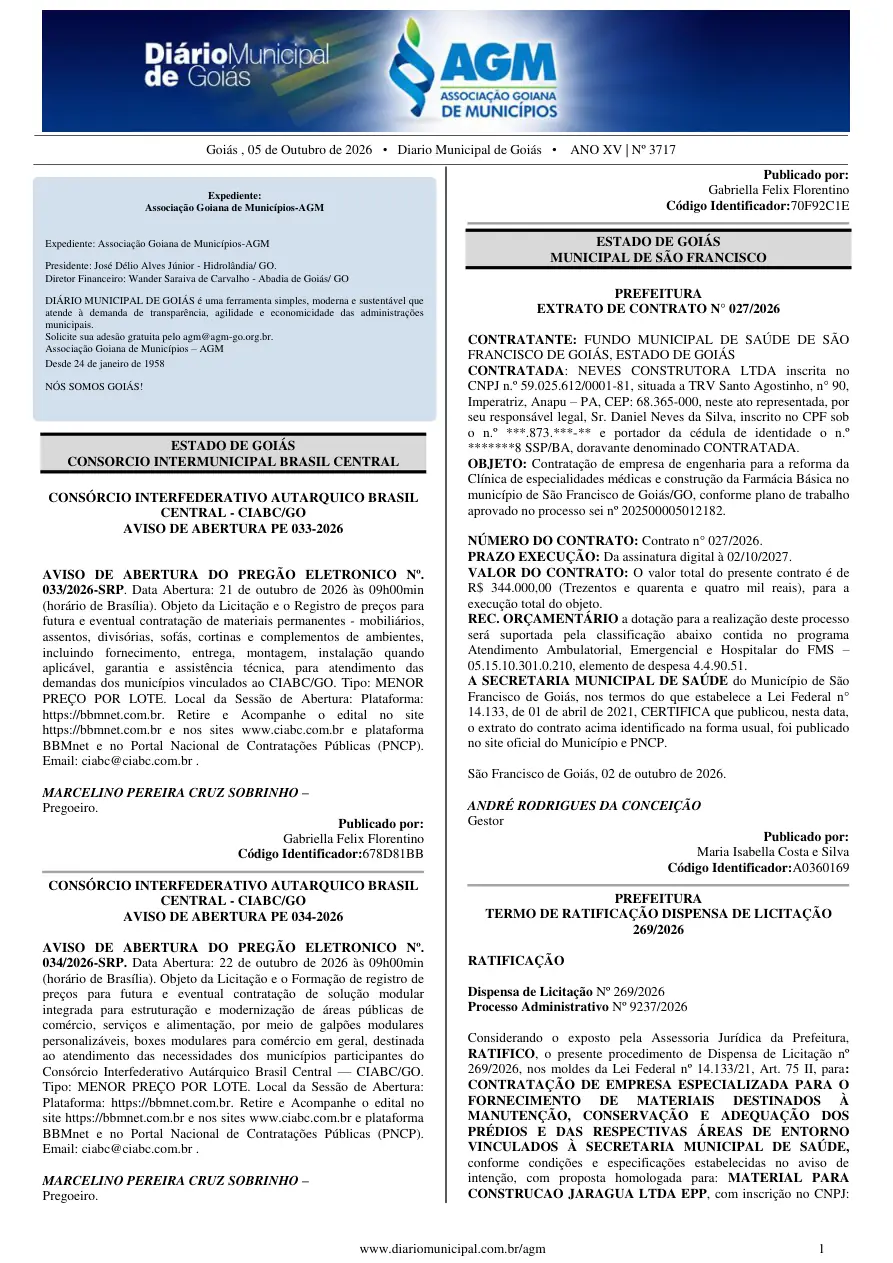 Diário Municipal
de Goiás
AGM
ASSOCIAÇÃO GOIANA
DE MUNICÍPIOS
Goiás , 05 de Outubro de 2026 • Diario Municipal de Goiás • ANO XV | Nº 3717
Expediente:
Associação Goiana de Municípios-AGM
Expediente: Associação Goiana de Municípios-AGM
Presidente: José Délio Alves Júnior - Hidrolândia/ GO.
Diretor Financeiro: Wander Saraiva de Carvalho - Abadia de Goiás/ GO
DIÁRIO MUNICIPAL DE GOIÁS é uma ferramenta simples, moderna e sustentável que
atende à demanda de transparência, agilidade e economicidade das administrações
municipais.
Solicite sua adesão gratuita pelo agm@agm-go.org.br.
Associação Goiana de Municípios – AGM
Desde 24 de janeiro de 1958
NÓS SOMOS GOIÁS!
ESTADO DE GOIÁS
CONSORCIO INTERMUNICIPAL BRASIL CENTRAL
CONSÓRCIO INTERFEDERATIVO AUTARQUICO BRASIL
CENTRAL - CIABC/GO
AVISO DE ABERTURA PE 033-2026
AVISO DE ABERTURA DO PREGÃO ELETRONICO Nº.
033/2026-SRP. Data Abertura: 21 de outubro de 2026 às 09h00min
(horário de Brasília). Objeto da Licitação e o Registro de preços para
futura e eventual contratação de materiais permanentes - mobiliários,
assentos, divisórias, sofás, cortinas e complementos de ambientes,
incluindo fornecimento, entrega, montagem, instalação quando
aplicável, garantia e assistência técnica, para atendimento das
demandas dos municípios vinculados ao CIABC/GO. Tipo: MENOR
PREÇO POR LOTE. Local da Sessão de Abertura: Plataforma:
https://bbmnet.com.br. Retire e Acompanhe o edital no site
https://bbmnet.com.br e nos sites www.ciabc.com.br e plataforma
BBMnet e no Portal Nacional de Contratações Públicas (PNCP).
Email: ciabc@ciabc.com.br .
MARCELINO PEREIRA CRUZ SOBRINHO –
Pregoeiro.
Publicado por:
Gabriella Felix Florentino
Código Identificador:678D81BB
CONSÓRCIO INTERFEDERATIVO AUTARQUICO BRASIL
CENTRAL - CIABC/GO
AVISO DE ABERTURA PE 034-2026
AVISO DE ABERTURA DO PREGÃO ELETRONICO Nº.
034/2026-SRP. Data Abertura: 22 de outubro de 2026 às 09h00min
(horário de Brasília). Objeto da Licitação e o Formação de registro de
preços para futura e eventual contratação de solução modular
integrada para estruturação e modernização de áreas públicas de
comércio, serviços e alimentação, por meio de galpões modulares
personalizáveis, boxes modulares para comércio em geral, destinada
ao atendimento das necessidades dos municípios participantes do
Consórcio Interfederativo Autárquico Brasil Central — CIABC/GO.
Tipo: MENOR PREÇO POR LOTE. Local da Sessão de Abertura:
Plataforma: https://bbmnet.com.br. Retire e Acompanhe o edital no
site https://bbmnet.com.br e nos sites www.ciabc.com.br e plataforma
BBMnet e no Portal Nacional de Contratações Públicas (PNCP).
Email: ciabc@ciabc.com.br .
MARCELINO PEREIRA CRUZ SOBRINHO –
Pregoeiro.
Publicado por:
Gabriella Felix Florentino
Código Identificador:70F92C1E
ESTADO DE GOIÁS
MUNICIPAL DE SÃO FRANCISCO
PREFEITURA
EXTRATO DE CONTRATO N° 027/2026
CONTRATANTE: FUNDO MUNICIPAL DE SAÚDE DE SÃO
FRANCISCO DE GOIÁS, ESTADO DE GOIÁS
CONTRATADA: NEVES CONSTRUTORA LTDA inscrita no
CNPJ n.º 59.025.612/0001-81, situada a TRV Santo Agostinho, n° 90,
Imperatriz, Anapu – PA, CEP: 68.365-000, neste ato representada, por
seu responsável legal, Sr. Daniel Neves da Silva, inscrito no CPF sob
o n.º ***.873.***-** e portador da cédula de identidade o n.º
*******8 SSP/BA, doravante denominado CONTRATADA.
OBJETO: Contratação de empresa de engenharia para a reforma da
Clínica de especialidades médicas e construção da Farmácia Básica no
município de São Francisco de Goiás/GO, conforme plano de trabalho
aprovado no processo sei nº 202500005012182.
NÚMERO DO CONTRATO: Contrato n° 027/2026.
PRAZO EXECUÇÃO: Da assinatura digital à 02/10/2027.
VALOR DO CONTRATO: O valor total do presente contrato é de
R$ 344.000,00 (Trezentos e quarenta e quatro mil reais), para a
execução total do objeto.
REC. ORÇAMENTÁRIO a dotação para a realização deste processo
será suportada pela classificação abaixo contida no programa
Atendimento Ambulatorial, Emergencial e Hospitalar do FMS –
05.15.10.301.0.210, elemento de despesa 4.4.90.51.
A SECRETARIA MUNICIPAL DE SAÚDE do Município de São
Francisco de Goiás, nos termos do que estabelece a Lei Federal n°
14.133, de 01 de abril de 2021, CERTIFICA que publicou, nesta data,
o extrato do contrato acima identificado na forma usual, foi publicado
no site oficial do Município e PNCP.
São Francisco de Goiás, 02 de outubro de 2026.
ANDRÉ RODRIGUES DA CONCEIÇÃO
Gestor
Publicado por:
Maria Isabella Costa e Silva
Código Identificador:A0360169
PREFEITURA
TERMO DE RATIFICAÇÃO DISPENSA DE LICITAÇÃO
269/2026
RATIFICAÇÃO
Dispensa de Licitação Nº 269/2026
Processo Administrativo Nº 9237/2026
Considerando o exposto pela Assessoria Jurídica da Prefeitura,
RATIFICO, o presente procedimento de Dispensa de Licitação nº
269/2026, nos moldes da Lei Federal nº 14.133/21, Art. 75 II, para:
CONTRATAÇÃO DE EMPRESA ESPECIALIZADA PARA O
FORNECIMENTO DE MATERIAIS DESTINADOS À
MANUTENÇÃO, CONSERVAÇÃO E ADEQUAÇÃO DOS
PRÉDIOS E DAS RESPECTIVAS ÁREAS DE ENTORNO
VINCULADOS À SECRETARIA MUNICIPAL DE SAÚDE,
conforme condições e especificações estabelecidas no aviso de
intenção, com proposta homologada para: MATERIAL PARA
CONSTRUCAO JARAGUA LTDA EPP, com inscrição no CNPJ:
www.diariomunicipal.com.br/agm 1